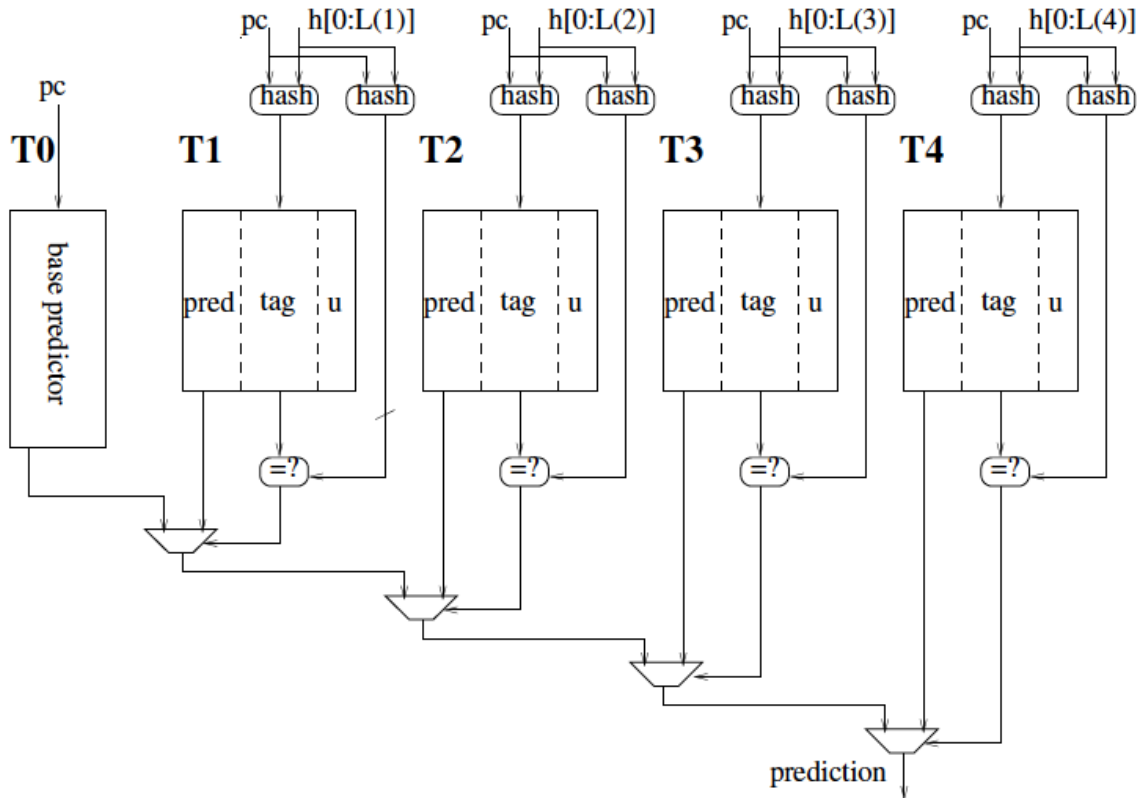 pc h[0:L(1)] pc h[0:L(2)] pc h[0:L(3)] pc h[0:L(4)]
pc
hash hash hash hash hash hash hash hash
T0 T1 T2 T3 T4
base predictor
pred tag u pred tag u pred tag u pred tag u
=? =? =? =?
prediction